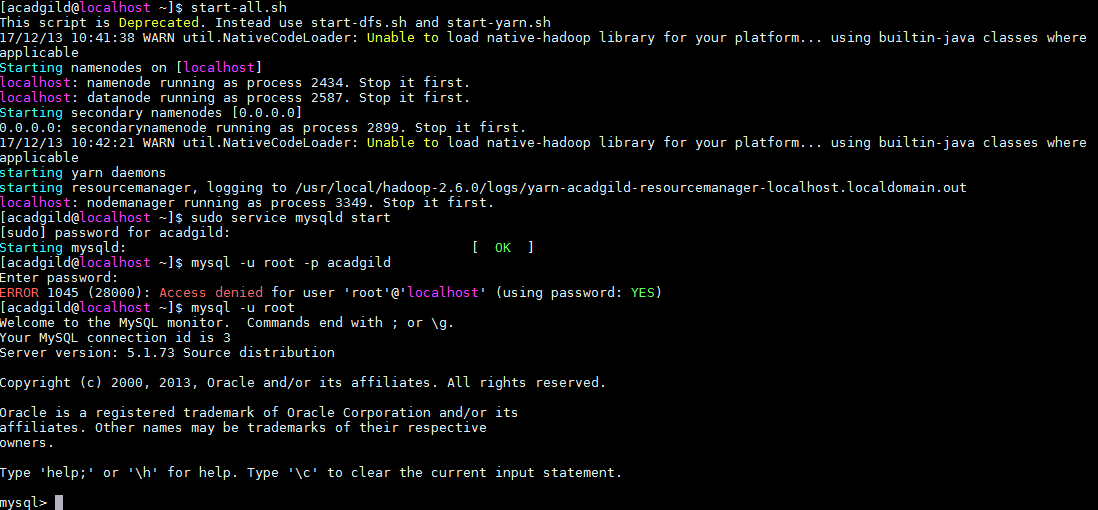 [acadgild@localhost ~]$ start-all.sh
This script is Deprecated. Instead use start-dfs.sh and start-yarn.sh
17/12/13 10:41:38 WARN util.NativeCodeLoader: Unable to load native-hadoop library for your platform... using builtin-java classes where
applicable
Starting namenodes on [localhost]
localhost: namenode running as process 2434. Stop it first.
localhost: datanode running as process 2587. Stop it first.
Starting secondary namenodes [0.0.0.0]
0.0.0.0: secondarynamenode running as process 2899. Stop it first.
17/12/13 10:42:21 WARN util.NativeCodeLoader: Unable to load native-hadoop library for your platform... using builtin-java classes where
applicable
starting yarn daemons
starting resourcemanager, logging to /usr/local/hadoop-2.6.0/logs/yarn-acadgild-resourcemanager-localhost.localdomain.out
localhost: nodemanager running as process 3349. Stop it first.
[acadgild@localhost ~]$ sudo service mysqld start
[sudo] password for acadgild:
Starting mysqld:                                           [  OK  ]
[acadgild@localhost ~]$ mysql -u root -p acadgild
Enter password:
ERROR 1045 (28000): Access denied for user 'root'@'localhost' (using password: YES)
[acadgild@localhost ~]$ mysql -u root
Welcome to the MySQL monitor.  Commands end with ; or \g.
Your MySQL connection id is 3
Server version: 5.1.73 Source distribution

Copyright (c) 2000, 2013, Oracle and/or its affiliates. All rights reserved.

Oracle is a registered trademark of Oracle Corporation and/or its
affiliates. Other names may be trademarks of their respective
owners.

Type 'help;' or '\h' for help. Type '\c' to clear the current input statement.

mysql>